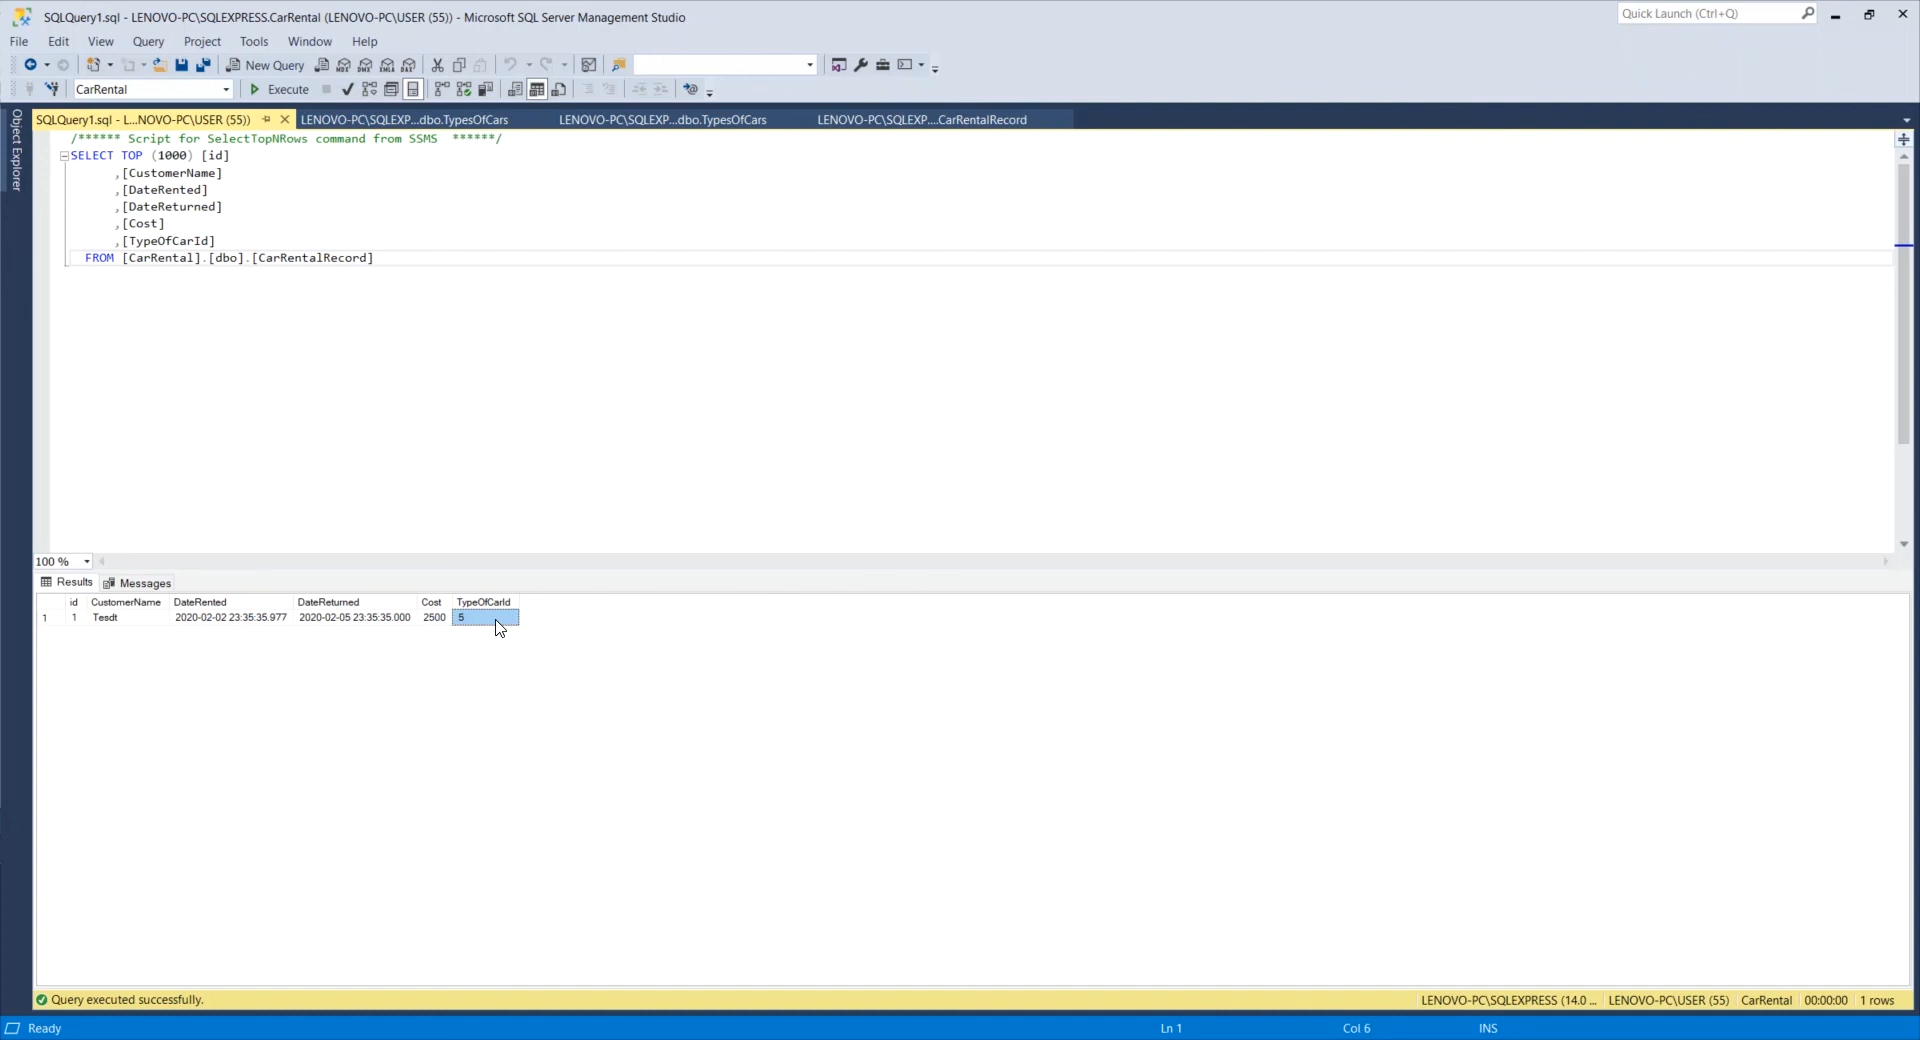 SQLQuery1.sql - LENOVO-PC\SQLEXPRESS.CarRental (LENOVO-PC\USER (55)) - Microsoft SQL Server Management Studio
Quick Launch (Ctrl+Q)
File Edit View Query Project Tools Window Help
New Query MDX DMX XMLA DAX
CarRental Execute
Object Explorer
SQLQuery1.sql - L...NOVO-PC\USER (55)) LENOVO-PC\SQLEXP...dbo.TypesOfCars LENOVO-PC\SQLEXP...dbo.TypesOfCars LENOVO-PC\SQLEXP....CarRentalRecord
/****** Script for SelectTopNRows command from SSMS ******/
SELECT TOP (1000) [id]
,[CustomerName]
,[DateRented]
,[DateReturned]
,[Cost]
,[TypeOfCarId]
FROM [CarRental].[dbo].[CarRentalRecord]
100 %
Results Messages
id CustomerName DateRented DateReturned Cost TypeOfCarId
1 1 Tesdt 2020-02-02 23:35:35.977 2020-02-05 23:35:35.000 2500 5
Query executed successfully. LENOVO-PC\SQLEXPRESS (14.0 ... LENOVO-PC\USER (55) CarRental 00:00:00 1 rows
Ready Ln 1 Col 6 INS